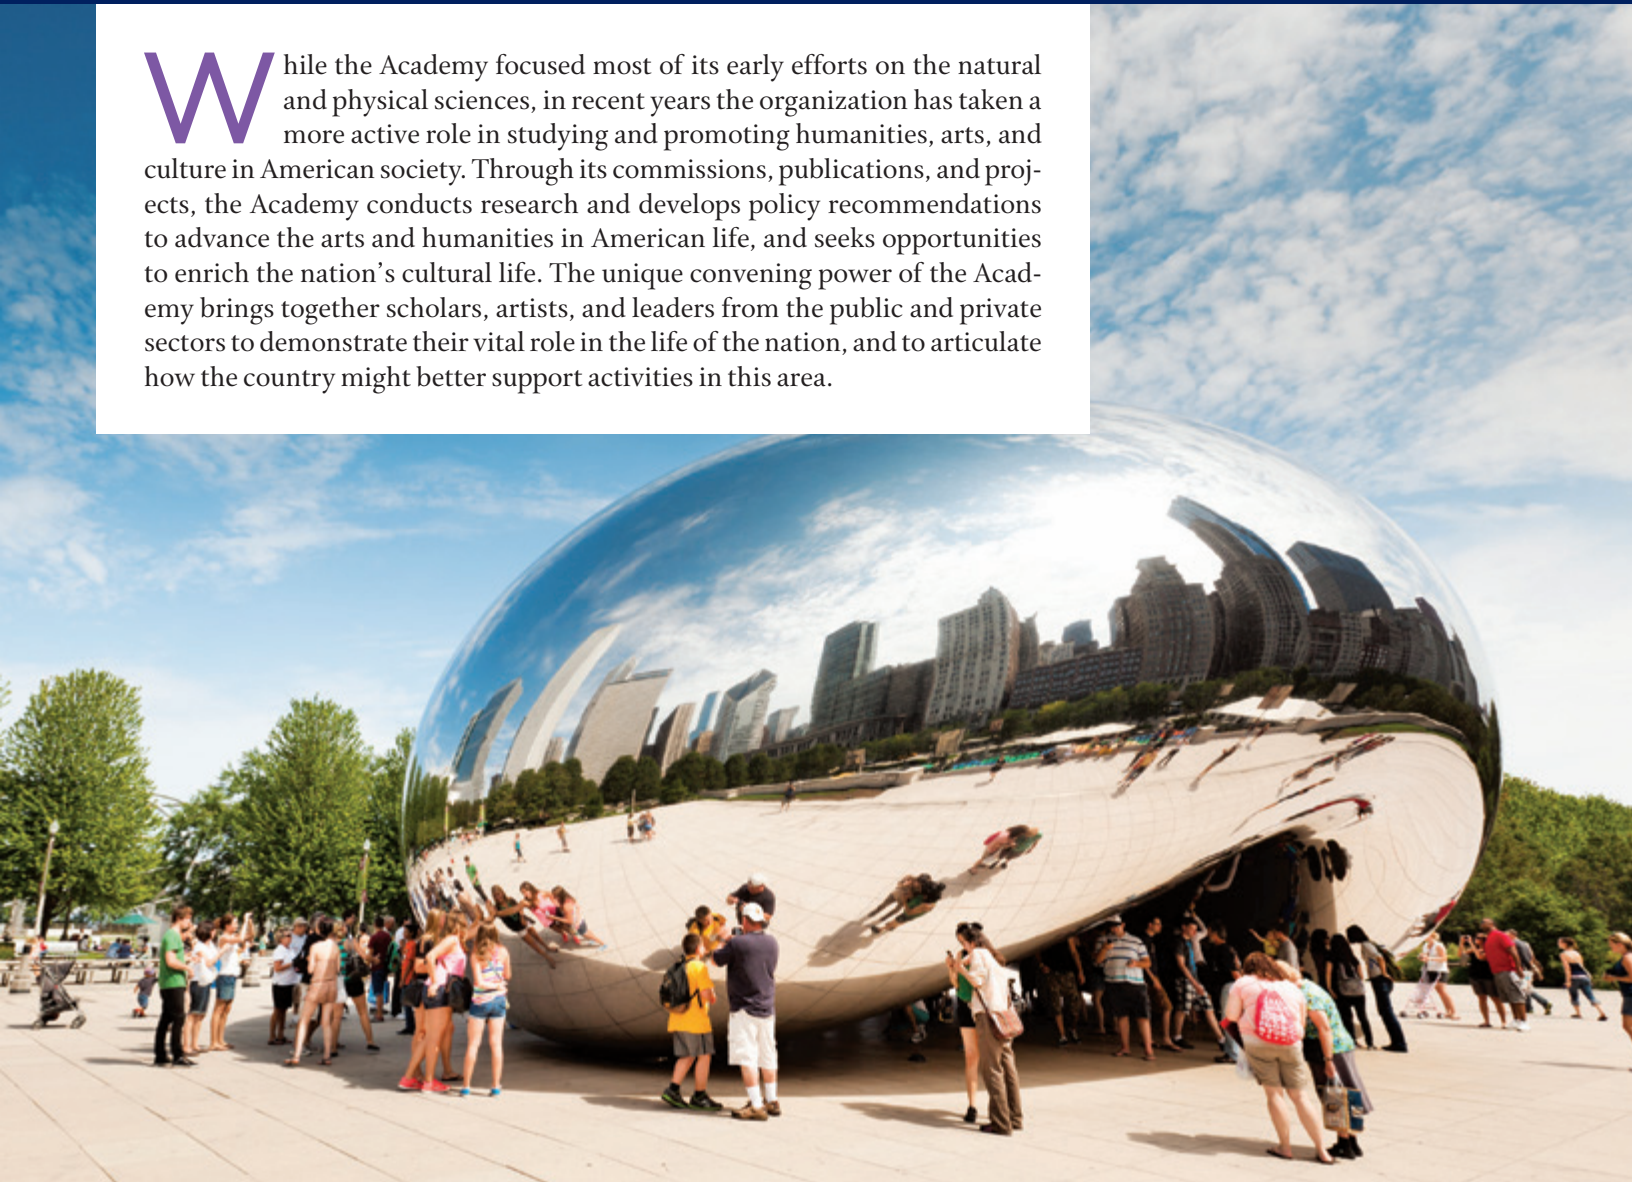 While the Academy focused most of its early efforts on the natural
and physical sciences, in recent years the organization has taken a
more active role in studying and promoting humanities, arts, and
culture in American society. Through its commissions, publications, and proj-
ects, the Academy conducts research and develops policy recommendations
to advance the arts and humanities in American life, and seeks opportunities
to enrich the nation’s cultural life. The unique convening power of the Acad-
emy brings together scholars, artists, and leaders from the public and private
sectors to demonstrate their vital role in the life of the nation, and to articulate
how the country might better support activities in this area.